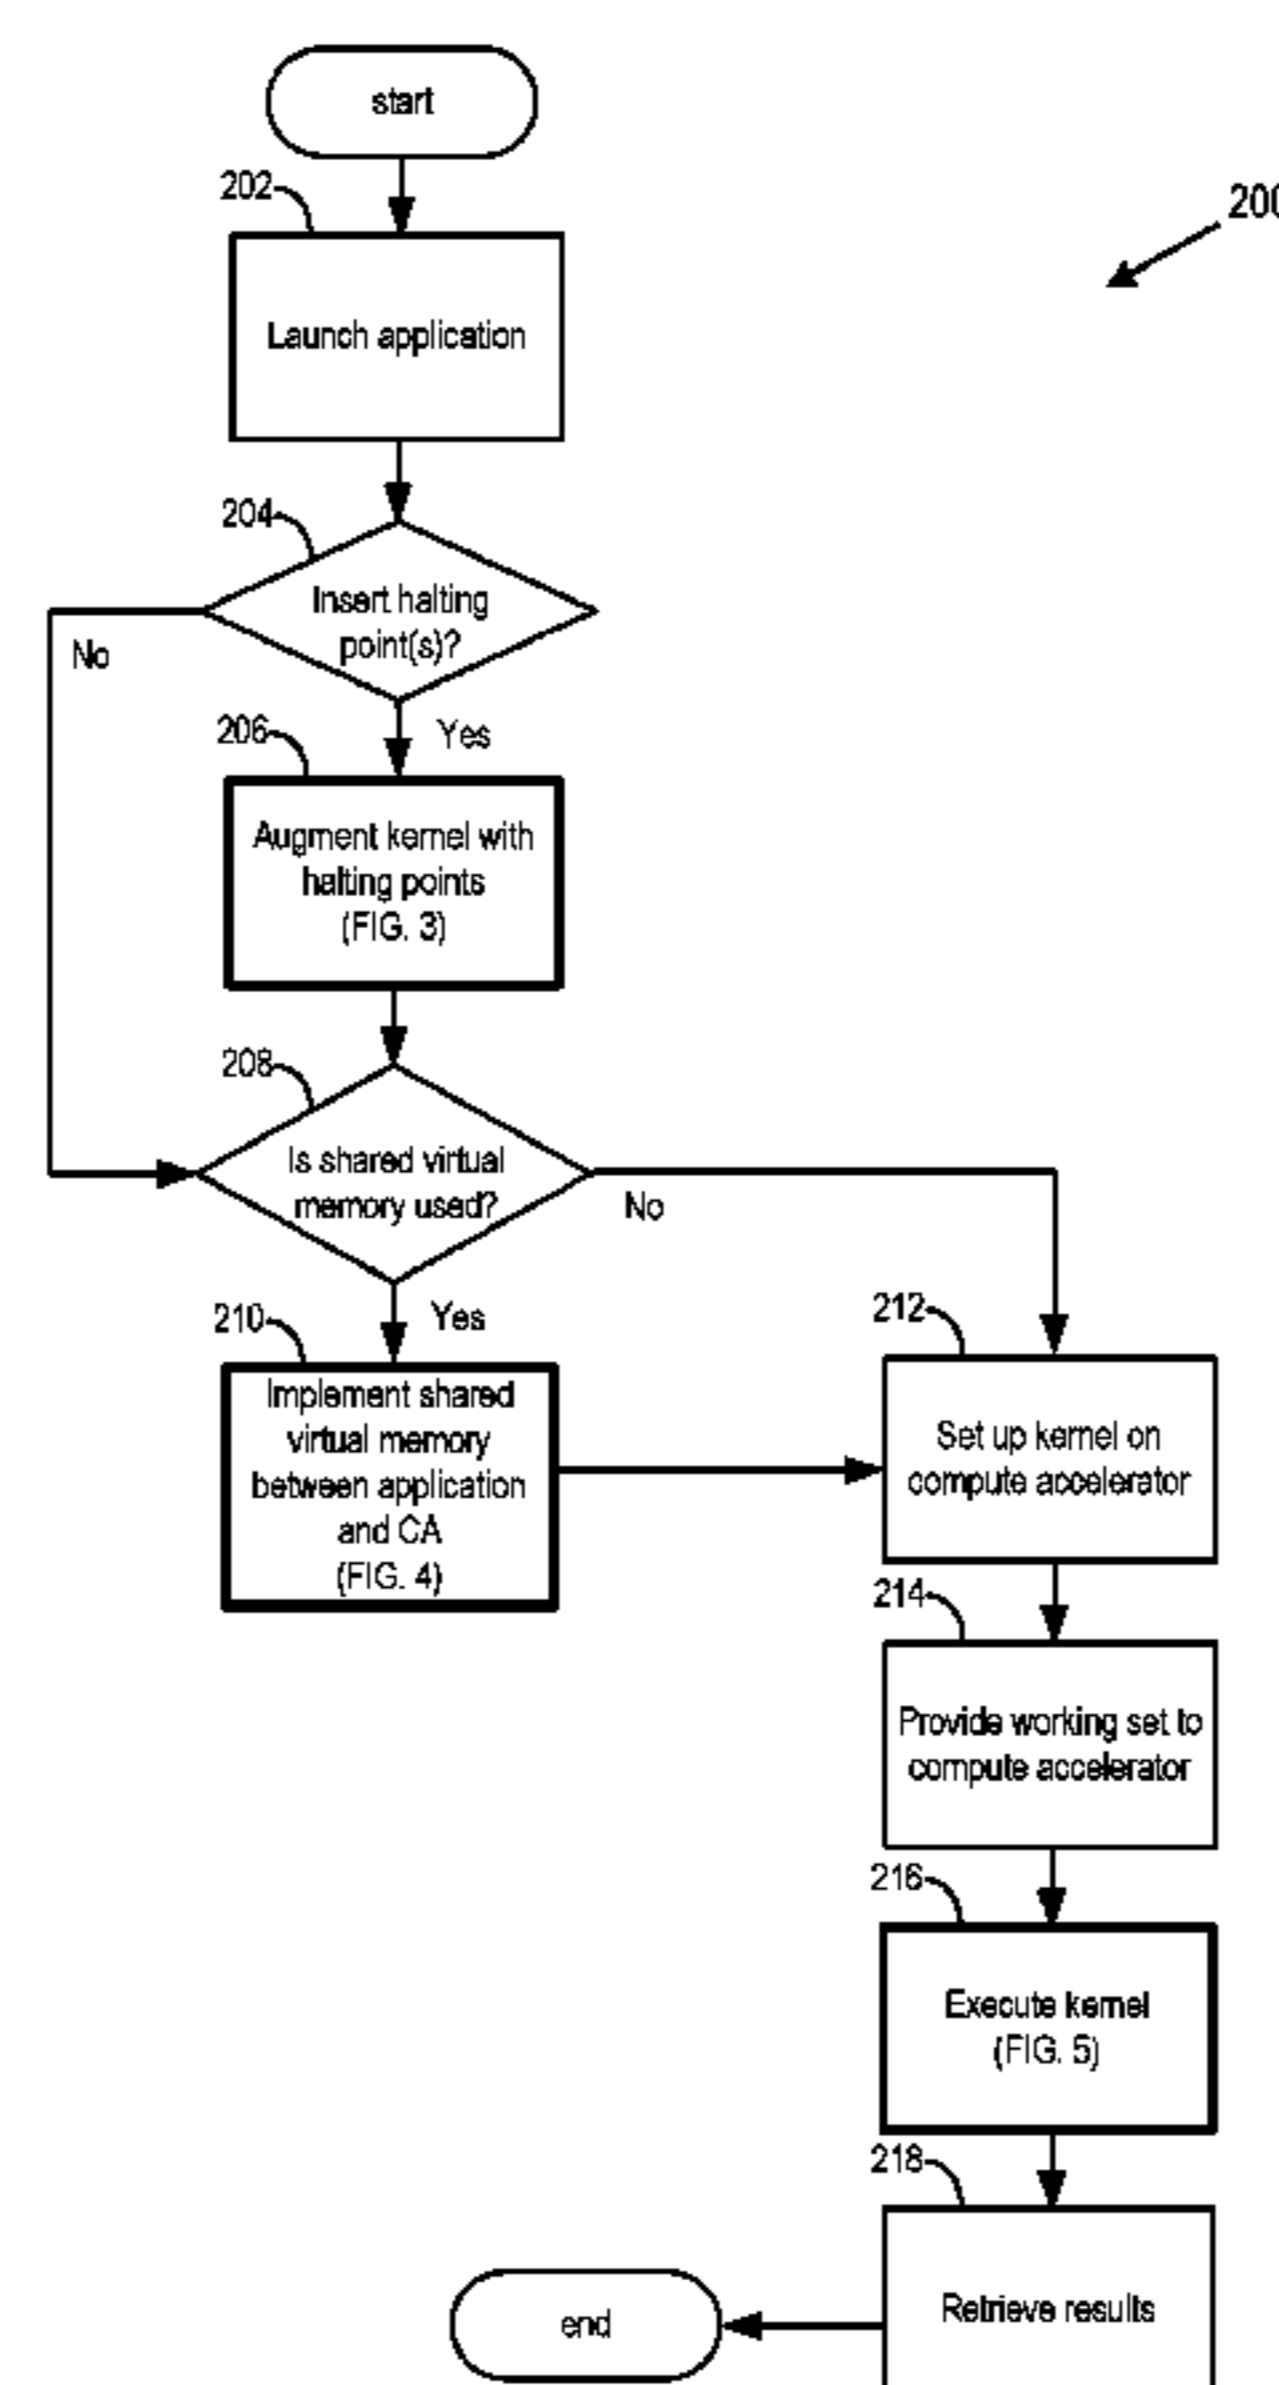 start
202
200
Launch application
204
Insert halting
point(s)?
No
206
Yes
Augment kernel with
halting points
(FIG. 3)
208
Is shared virtual
memory used?
No
210
Yes
212
Implement shared
virtual memory
between application
and CA
(FIG. 4)
Set up kernel on
compute accelerator
214
Provide working set to
compute accelerator
216
Execute kernel
(FIG. 5)
218
Retrieve results
end